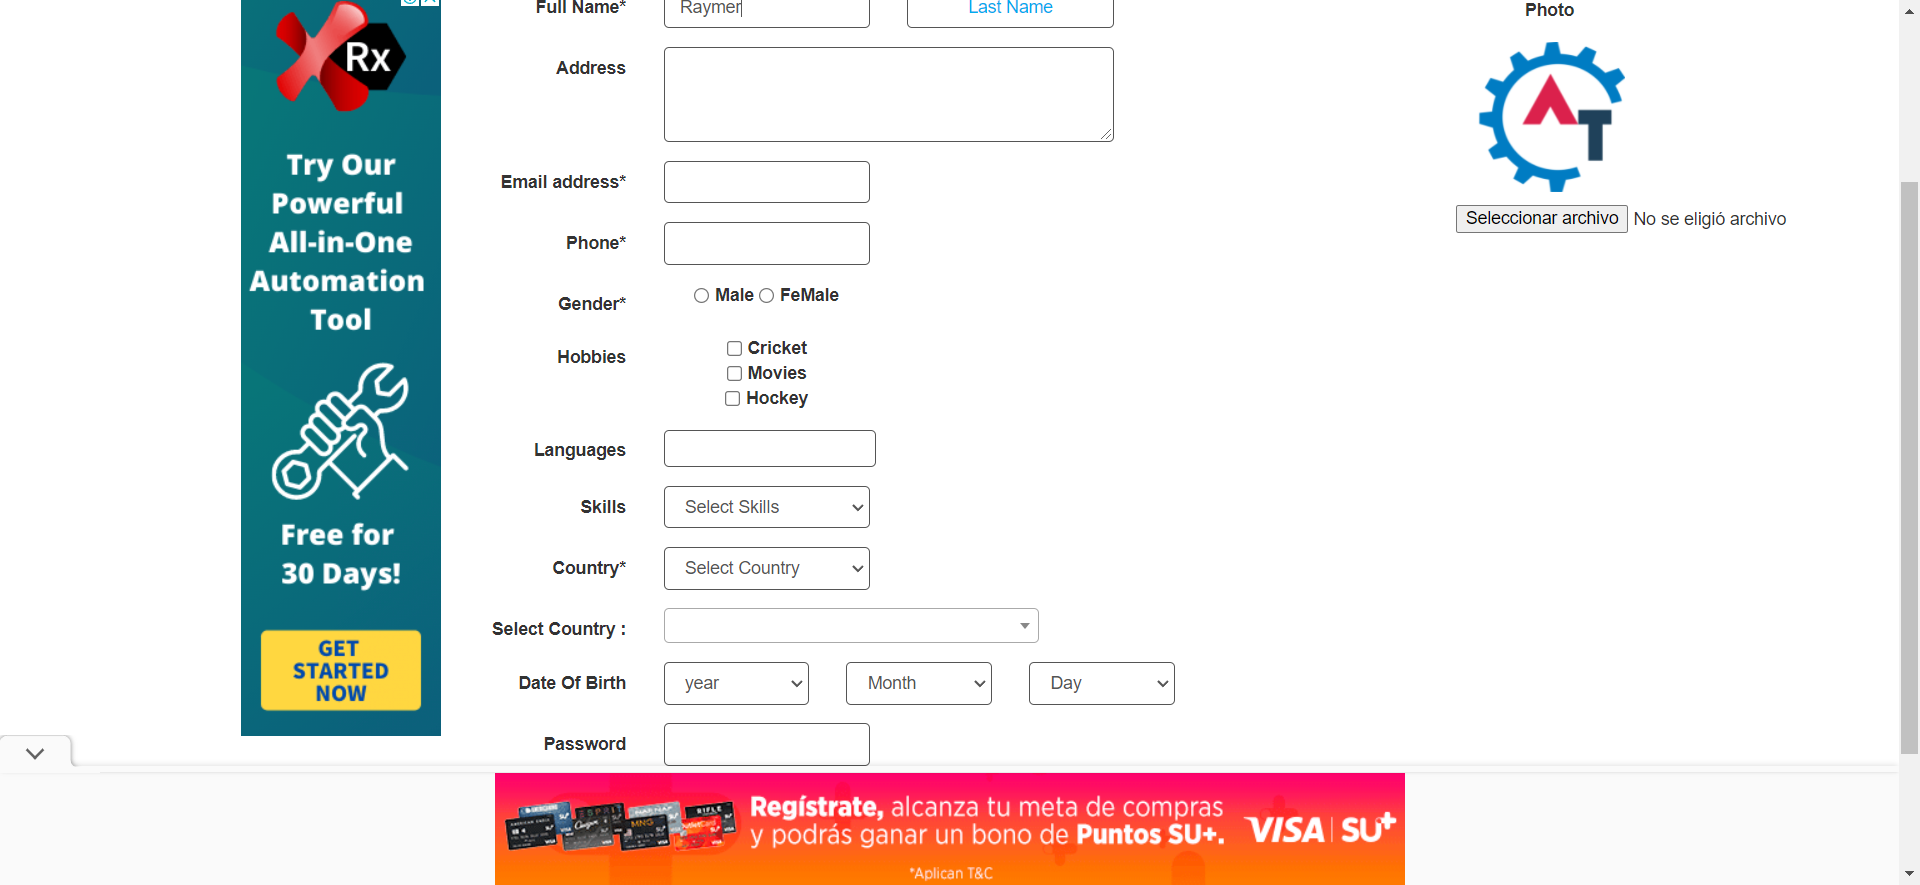 Full Name*
Raymer
Last Name
Photo
Rx
Address
Try Our
Powerful
All-in-One
Automation
Tool
AT
Email address*
Seleccionar archivo No se eligió archivo
Phone*
Gender*
Male FeMale
Hobbies
Cricket
Movies
Hockey
Languages
Skills
Select Skills
Free for
30 Days!
Country*
Select Country
Select Country :
GET
STARTED
NOW
Date Of Birth
year
Month
Day
Password
Regístrate, alcanza tu meta de compras
y podrás ganar un bono de Puntos SU+.
VISA SU+
*Aplican T&C